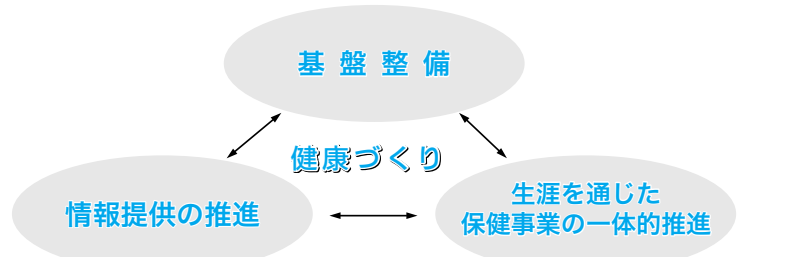 基盤整備
健康づくり
情報提供の推進
生涯を通じた
保健事業の一体的推進